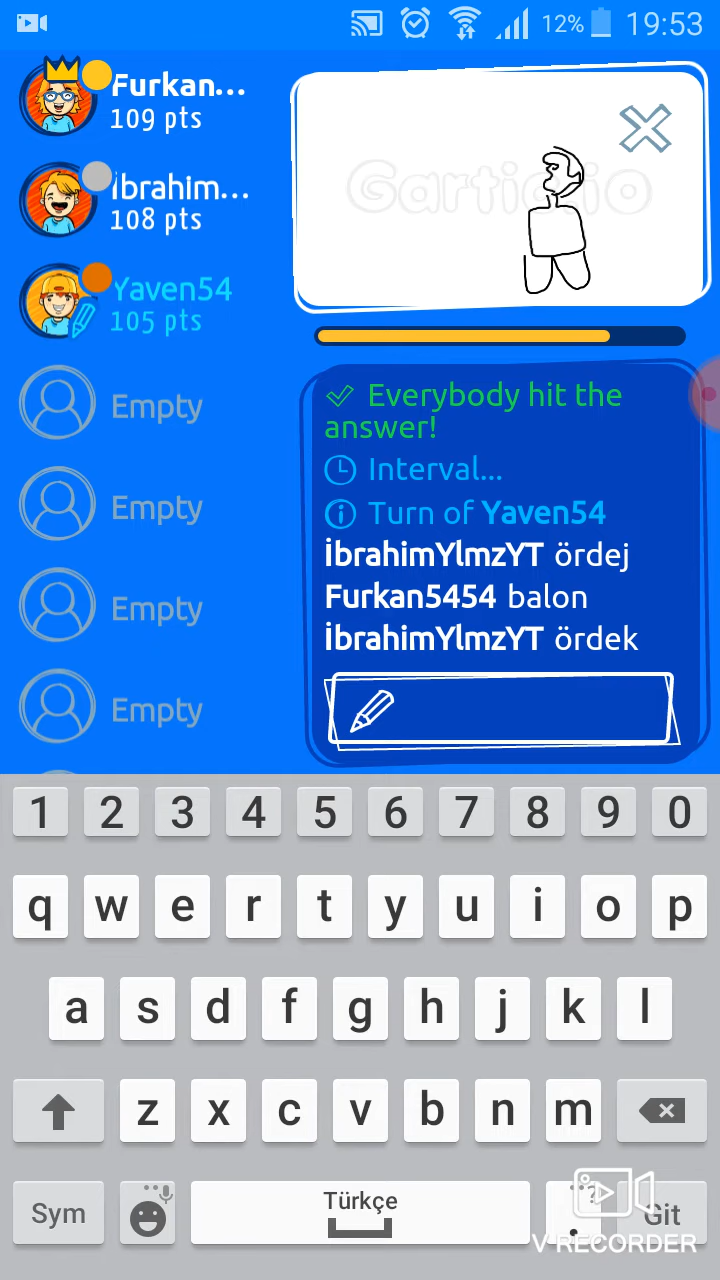 12% 19:53
Furkan...
109 pts
İbrahim...
108 pts
Yaven54
105 pts
Empty
Empty
Empty
Empty
Gartic.io
Everybody hit the
answer!
Interval...
Turn of Yaven54
İbrahimYlmzYT ördej
Furkan5454 balon
İbrahimYlmzYT ördek
1 2 3 4 5 6 7 8 9 0
q w e r t y u i o p
a s d f g h j k l
z x c v b n m
Sym Türkçe . ? Git
V RECORDER